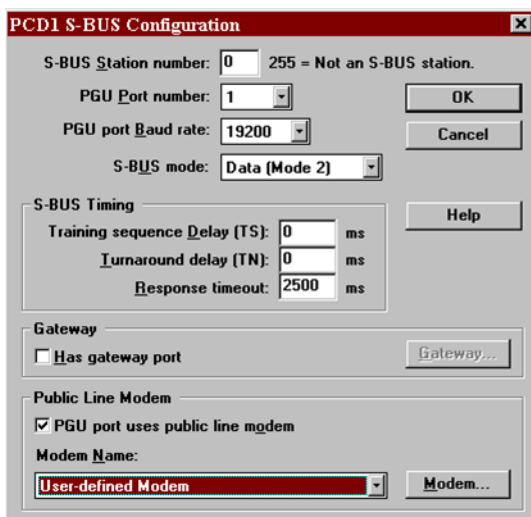 PCD1 S-BUS Configuration
S-BUS Station number: 0 255 = Not an S-BUS station.
PGU Port number: 1 OK
PGU port Baud rate: 19200 Cancel
S-BUS mode: Data (Mode 2)
S-BUS Timing Help
Training sequence Delay (TS): 0 ms
Turnaround delay (TN): 0 ms
Response timeout: 2500 ms
Gateway
Has gateway port Gateway...
Public Line Modem
PGU port uses public line modem
Modem Name:
User-defined Modem Modem...